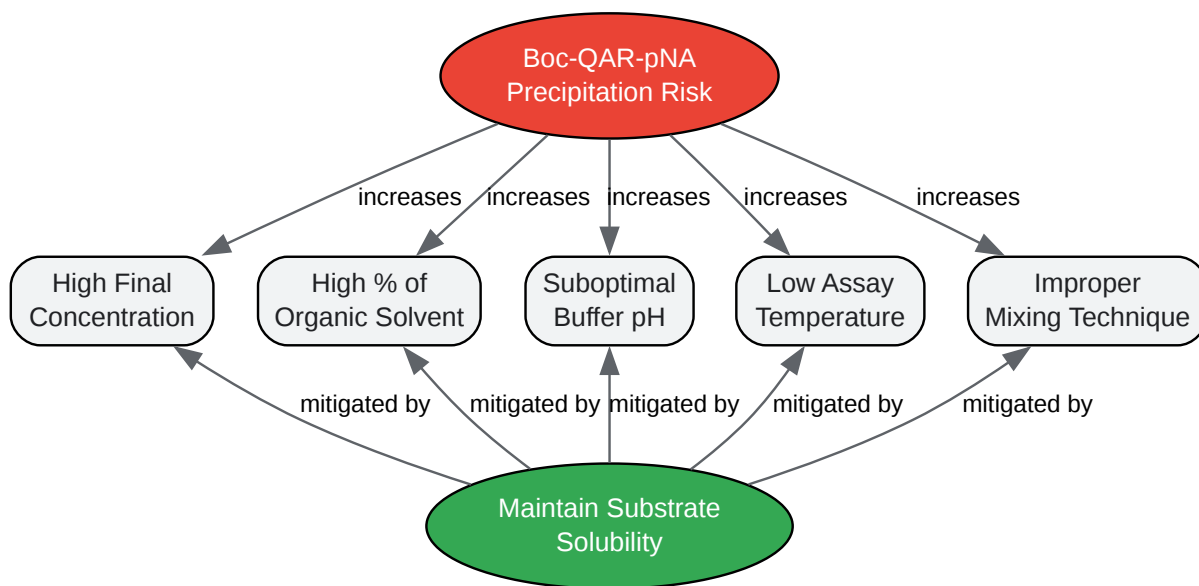 Boc-QAR-pNA
Precipitation Risk
increases
increases
increases
increases
increases
High Final
Concentration
High % of
Organic Solvent
Suboptimal
Buffer pH
Low Assay
Temperature
Improper
Mixing Technique
mitigated by
mitigated by
mitigated by
mitigated by
mitigated by
Maintain Substrate
Solubility